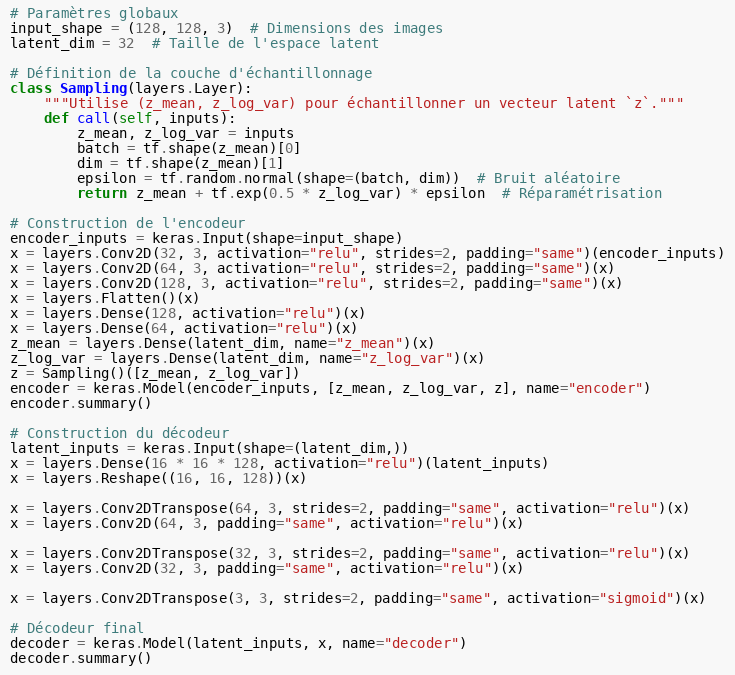 # Paramètres globaux
input_shape = (128, 128, 3)  # Dimensions des images
latent_dim = 32  # Taille de l'espace latent

# Définition de la couche d'échantillonnage
class Sampling(layers.Layer):
    """Utilise (z_mean, z_log_var) pour échantillonner un vecteur latent `z`."""
    def call(self, inputs):
        z_mean, z_log_var = inputs
        batch = tf.shape(z_mean)[0]
        dim = tf.shape(z_mean)[1]
        epsilon = tf.random.normal(shape=(batch, dim))  # Bruit aléatoire
        return z_mean + tf.exp(0.5 * z_log_var) * epsilon  # Réparamétrisation

# Construction de l'encodeur
encoder_inputs = keras.Input(shape=input_shape)
x = layers.Conv2D(32, 3, activation="relu", strides=2, padding="same")(encoder_inputs)
x = layers.Conv2D(64, 3, activation="relu", strides=2, padding="same")(x)
x = layers.Conv2D(128, 3, activation="relu", strides=2, padding="same")(x)
x = layers.Flatten()(x)
x = layers.Dense(128, activation="relu")(x)
x = layers.Dense(64, activation="relu")(x)
z_mean = layers.Dense(latent_dim, name="z_mean")(x)
z_log_var = layers.Dense(latent_dim, name="z_log_var")(x)
z = Sampling()([z_mean, z_log_var])
encoder = keras.Model(encoder_inputs, [z_mean, z_log_var, z], name="encoder")
encoder.summary()

# Construction du décodeur
latent_inputs = keras.Input(shape=(latent_dim,))
x = layers.Dense(16 * 16 * 128, activation="relu")(latent_inputs)
x = layers.Reshape((16, 16, 128))(x)

x = layers.Conv2DTranspose(64, 3, strides=2, padding="same", activation="relu")(x)
x = layers.Conv2D(64, 3, padding="same", activation="relu")(x)

x = layers.Conv2DTranspose(32, 3, strides=2, padding="same", activation="relu")(x)
x = layers.Conv2D(32, 3, padding="same", activation="relu")(x)

x = layers.Conv2DTranspose(3, 3, strides=2, padding="same", activation="sigmoid")(x)

# Décodeur final
decoder = keras.Model(latent_inputs, x, name="decoder")
decoder.summary()